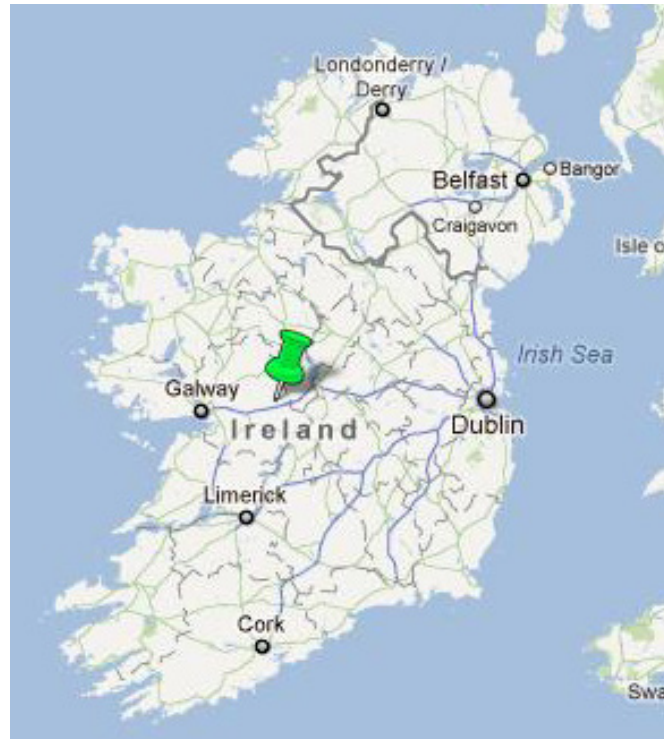 Londonderry /
Derry
Belfast
Bangor
Craigavon
Isle o
Irish Sea
Galway
Ireland
Dublin
Limerick
Cork
Swa